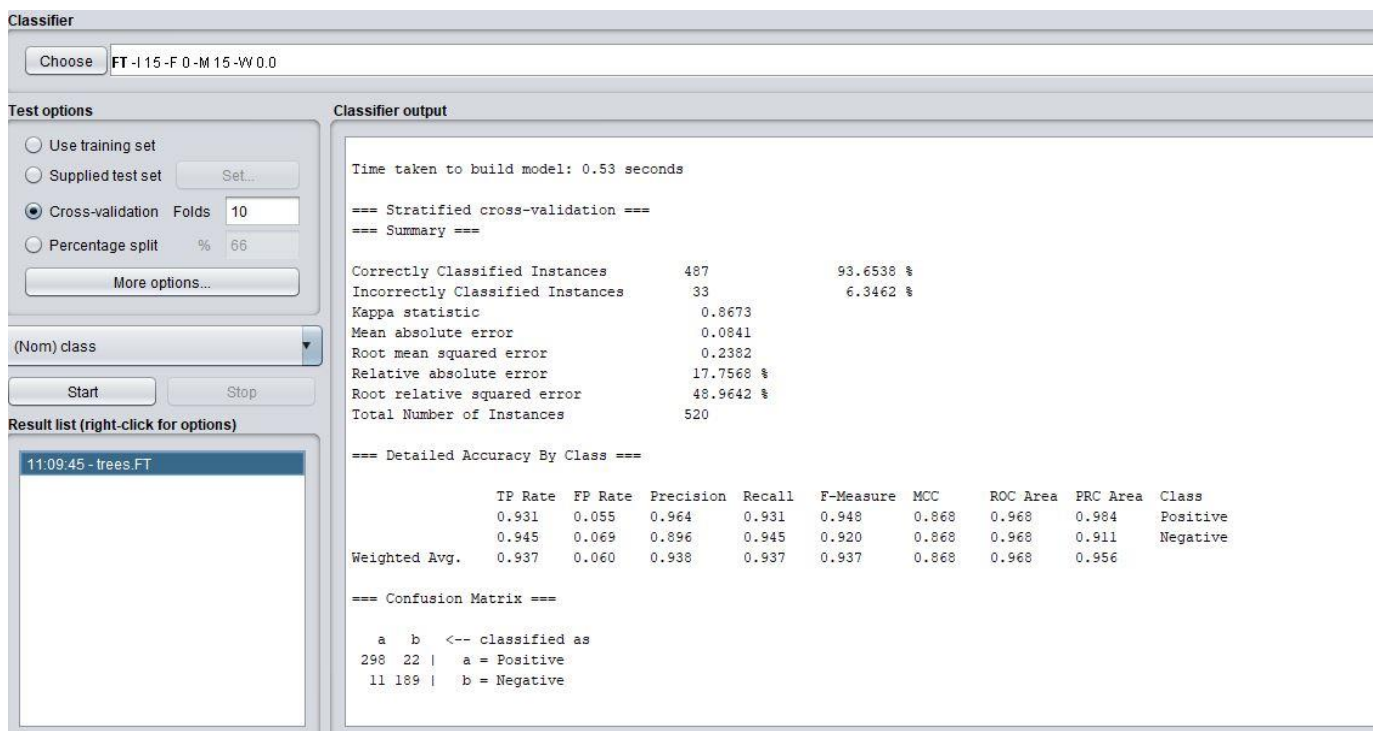 Classifier
Choose FT -I 15 -F 0 -M 15 -W 0.0
Test options
Use training set
Supplied test set Set...
Cross-validation Folds 10
Percentage split % 66
More options...
(Nom) class
Start Stop
Result list (right-click for options)
11:09:45 - trees.FT
Classifier output
Time taken to build model: 0.53 seconds
=== Stratified cross-validation ===
=== Summary ===
Correctly Classified Instances 487 93.6538 %
Incorrectly Classified Instances 33 6.3462 %
Kappa statistic 0.8673
Mean absolute error 0.0841
Root mean squared error 0.2382
Relative absolute error 17.7568 %
Root relative squared error 48.9642 %
Total Number of Instances 520
=== Detailed Accuracy By Class ===
TP Rate FP Rate Precision Recall F-Measure MCC ROC Area PRC Area Class
0.931 0.055 0.964 0.931 0.948 0.868 0.968 0.984 Positive
0.945 0.069 0.896 0.945 0.920 0.868 0.968 0.911 Negative
Weighted Avg. 0.937 0.060 0.938 0.937 0.937 0.868 0.968 0.956
=== Confusion Matrix ===
a b <-- classified as
298 22 | a = Positive
11 189 | b = Negative